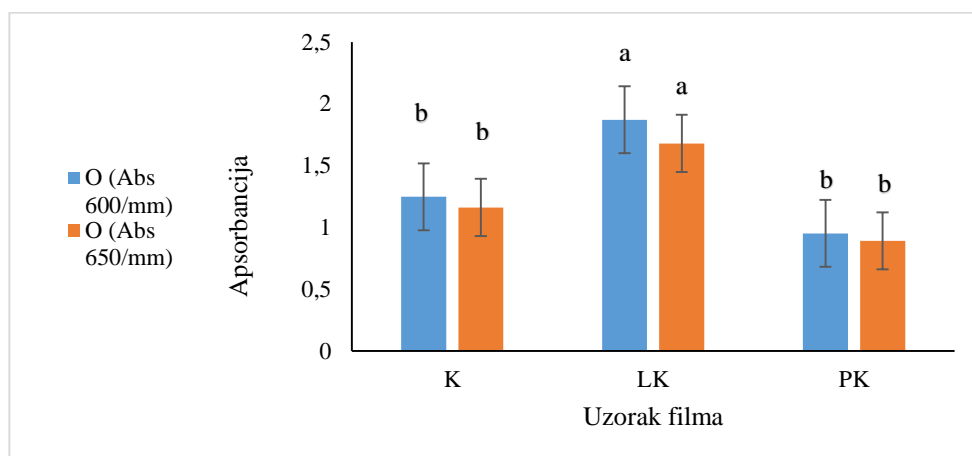 2,5
2
1,5
1
0,5
0
Apsorbancija
O (Abs
600/mm)
O (Abs
650/mm)
b
b
a
a
b
b
K
LK
PK
Uzorak filma